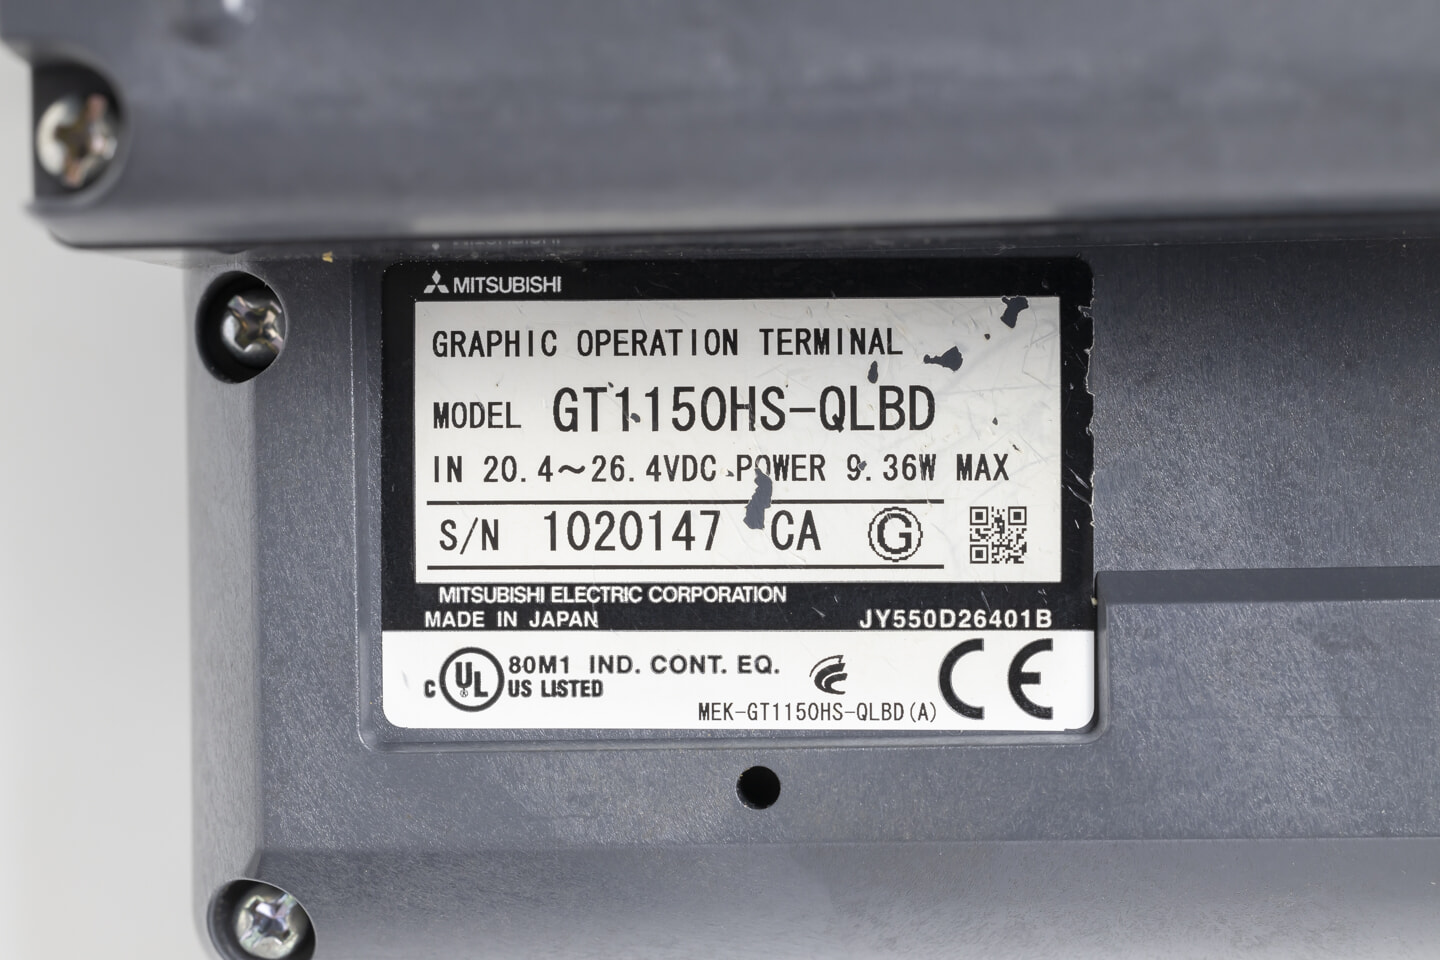 MITSUBISHI
GRAPHIC OPERATION TERMINAL
MODEL GT1150HS-QLBD
IN 20.4~26.4VDC POWER 9.36W MAX
S/N 1020147 CA G
MITSUBISHI ELECTRIC CORPORATION
MADE IN JAPAN JY550D26401B
C UL US LISTED 80M1 IND. CONT. EQ.
CE
MEK-GT1150HS-QLBD(A)